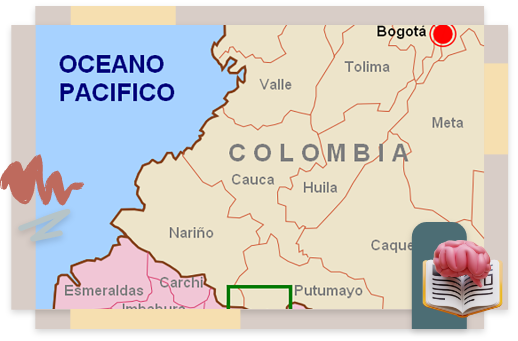 Bogotá
OCEANO
PACIFICO
Tolima
Valle
Meta
COLOMBIA
Cauca
Huila
Nariño
Caque
Esmeraldas
Carchi
Putumayo
Imbabura